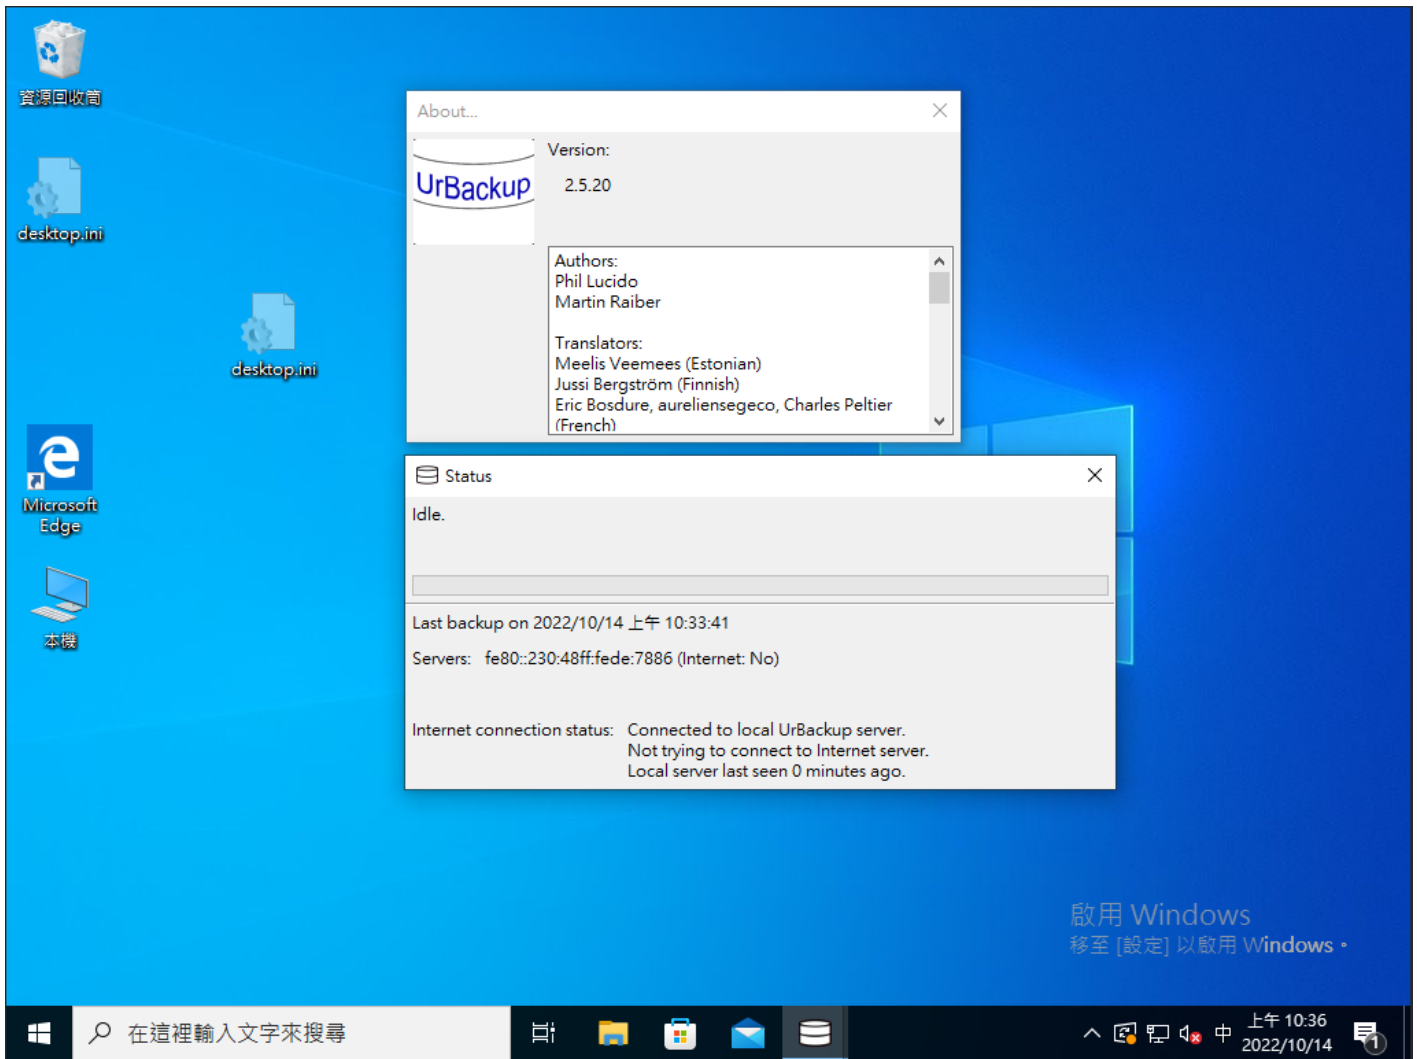 資源回收筒
desktop.ini
desktop.ini
Microsoft
Edge
本機
About...
UrBackup
Version:
2.5.20
Authors:
Phil Lucido
Martin Raiber
Translators:
Meelis Veemees (Estonian)
Jussi Bergström (Finnish)
Eric Bosdure, aureliensegeco, Charles Peltier
(French)
Status
Idle.
Last backup on 2022/10/14 上午 10:33:41
Servers: fe80::230:48ff:fede:7886 (Internet: No)
Internet connection status: Connected to local UrBackup server.
Not trying to connect to Internet server.
Local server last seen 0 minutes ago.
啟用 Windows
移至 [設定] 以啟用 Windows。
在這裡輸入文字來搜尋
中
上午 10:36
2022/10/14
1